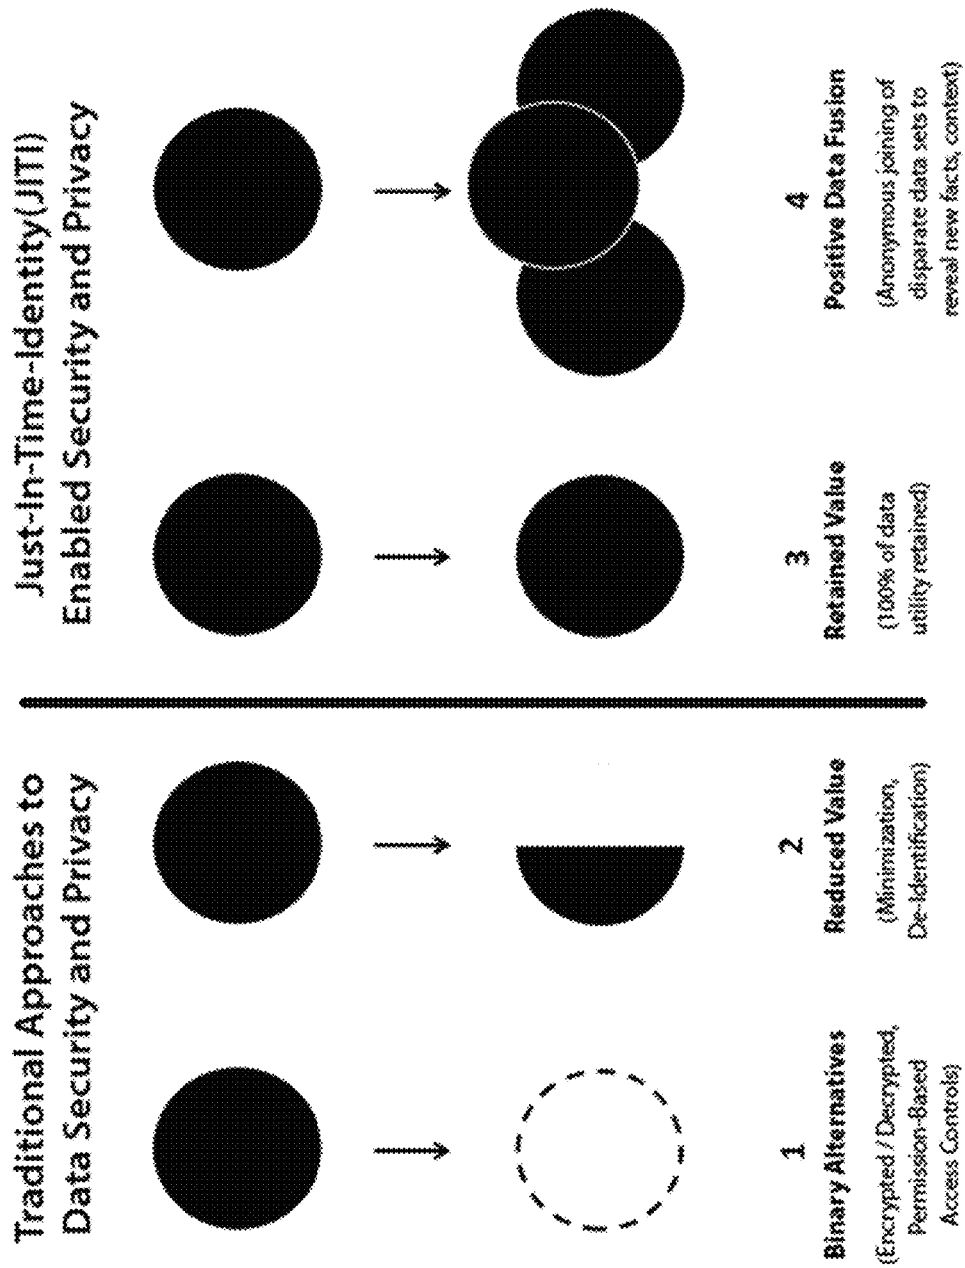 Traditional Approaches to
Data Security and Privacy
1
Binary Alternatives
(Encrypted / Decrypted,
Permission-Based
Access Controls)
2
Reduced Value
(Minimization,
De-Identification)
Just-In-Time-Identity(JITI)
Enabled Security and Privacy
3
Retained Value
(100% of data
utility retained)
4
Positive Data Fusion
(Anonymous joining of
disparate data sets to
reveal new facts, context)